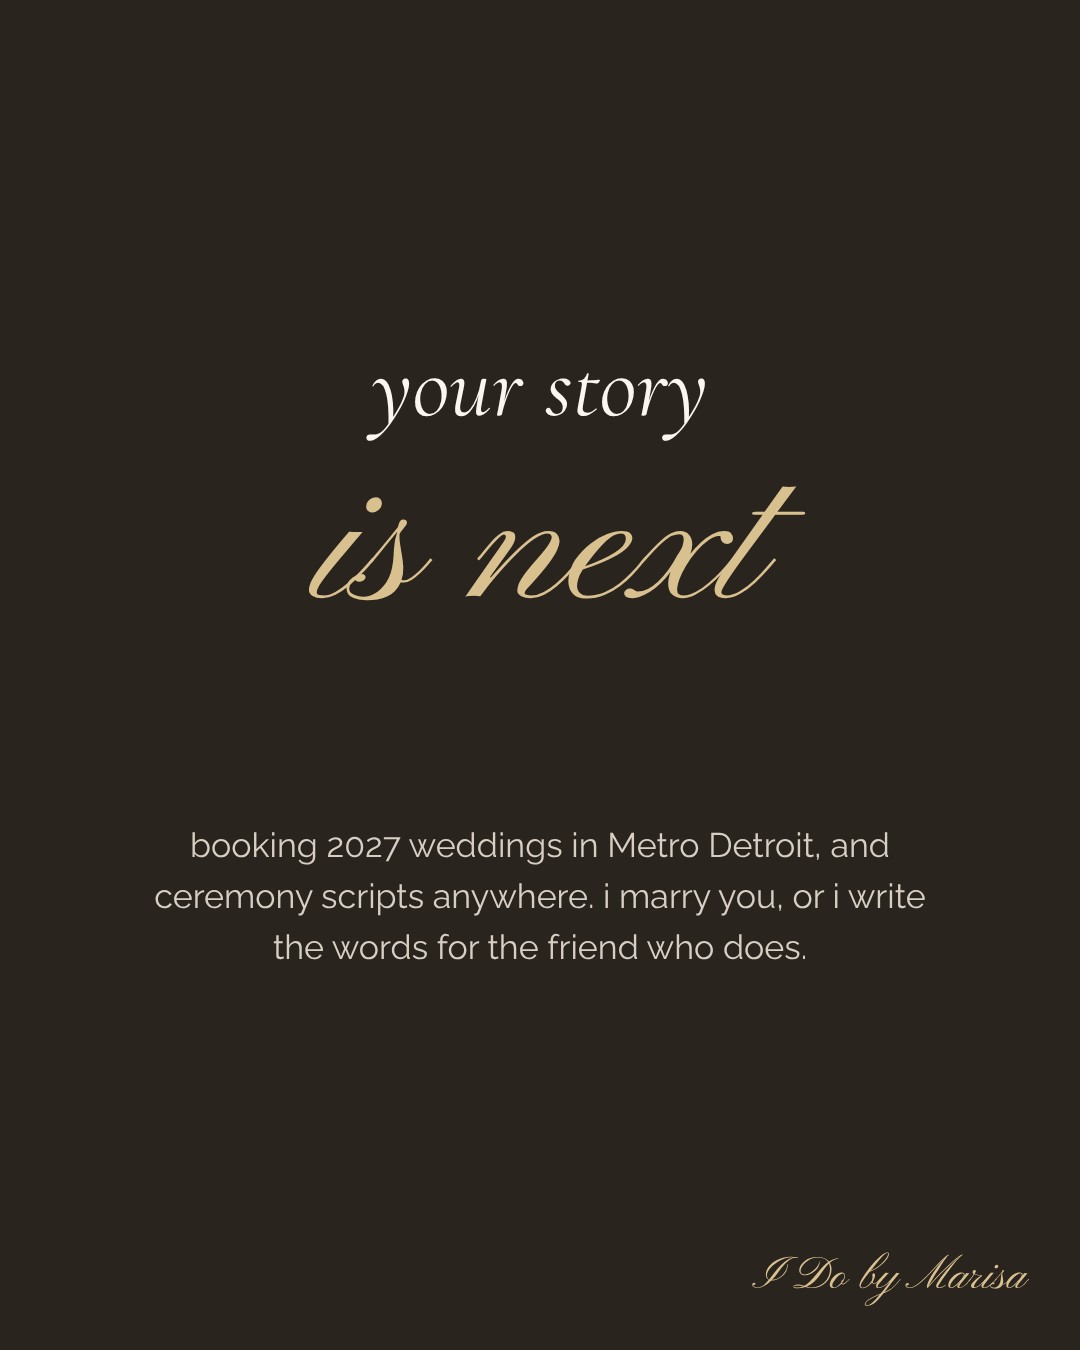 your story
is next
booking 2027 weddings in Metro Detroit, and
ceremony scripts anywhere. i marry you, or i write
the words for the friend who does.
I Do by Marisa